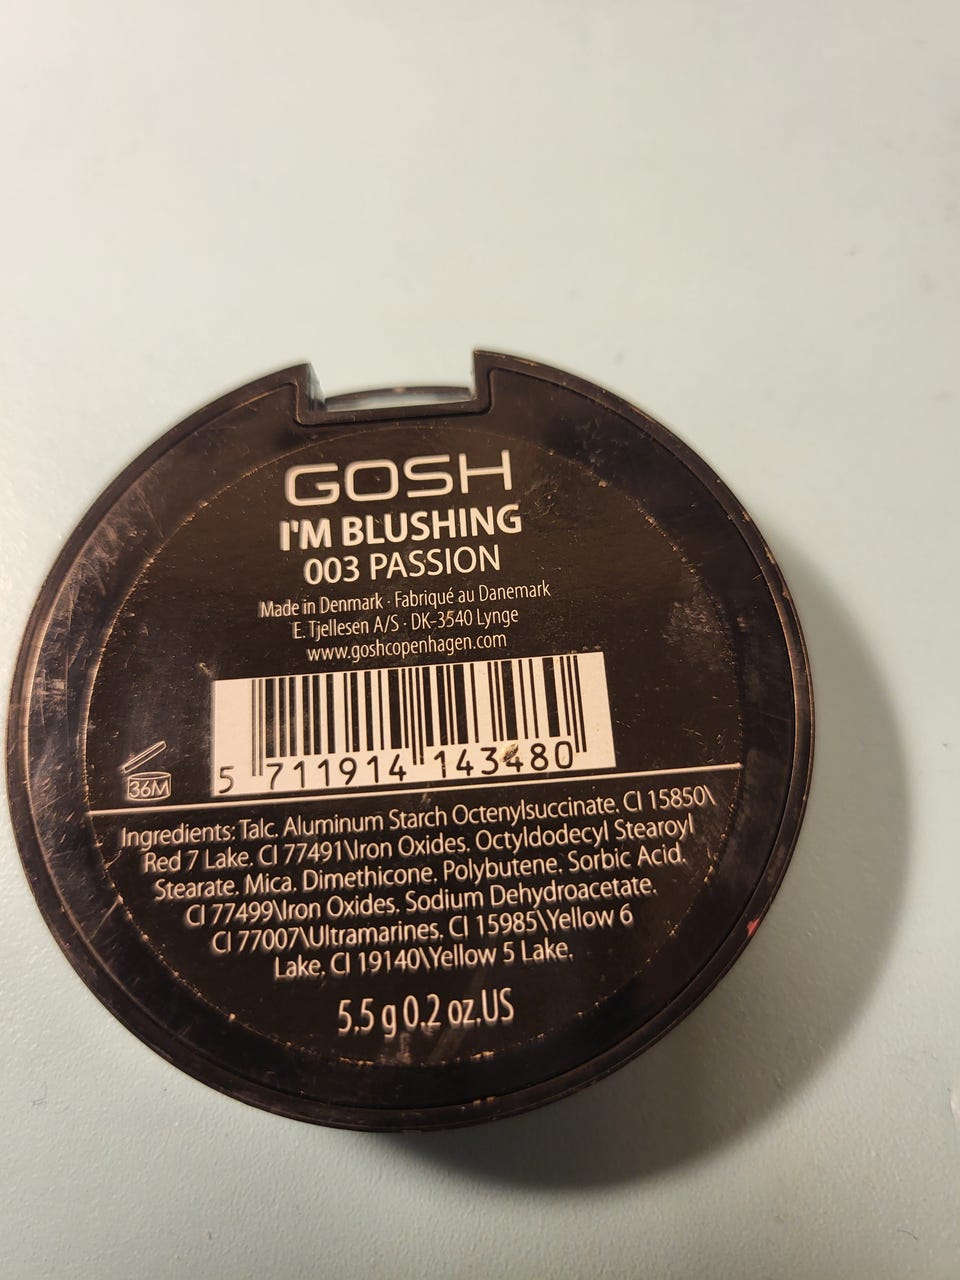 GOSH
I'M BLUSHING
003 PASSION
Made in Denmark · Fabriqué au Danemark
E. Tjellesen A/S · DK-3540 Lynge
www.goshcopenhagen.com
5 711914 143480
36M
Ingredients: Talc. Aluminum Starch Octenylsuccinate. CI 15850\
Red 7 Lake. CI 77491\Iron Oxides. Octyldodecyl Stearoyl
Stearate. Mica. Dimethicone. Polybutene. Sorbic Acid.
CI 77499\Iron Oxides. Sodium Dehydroacetate.
CI 77007\Ultramarines. CI 15985\Yellow 6
Lake. CI 19140\Yellow 5 Lake.
5.5 g 0.2 oz.US